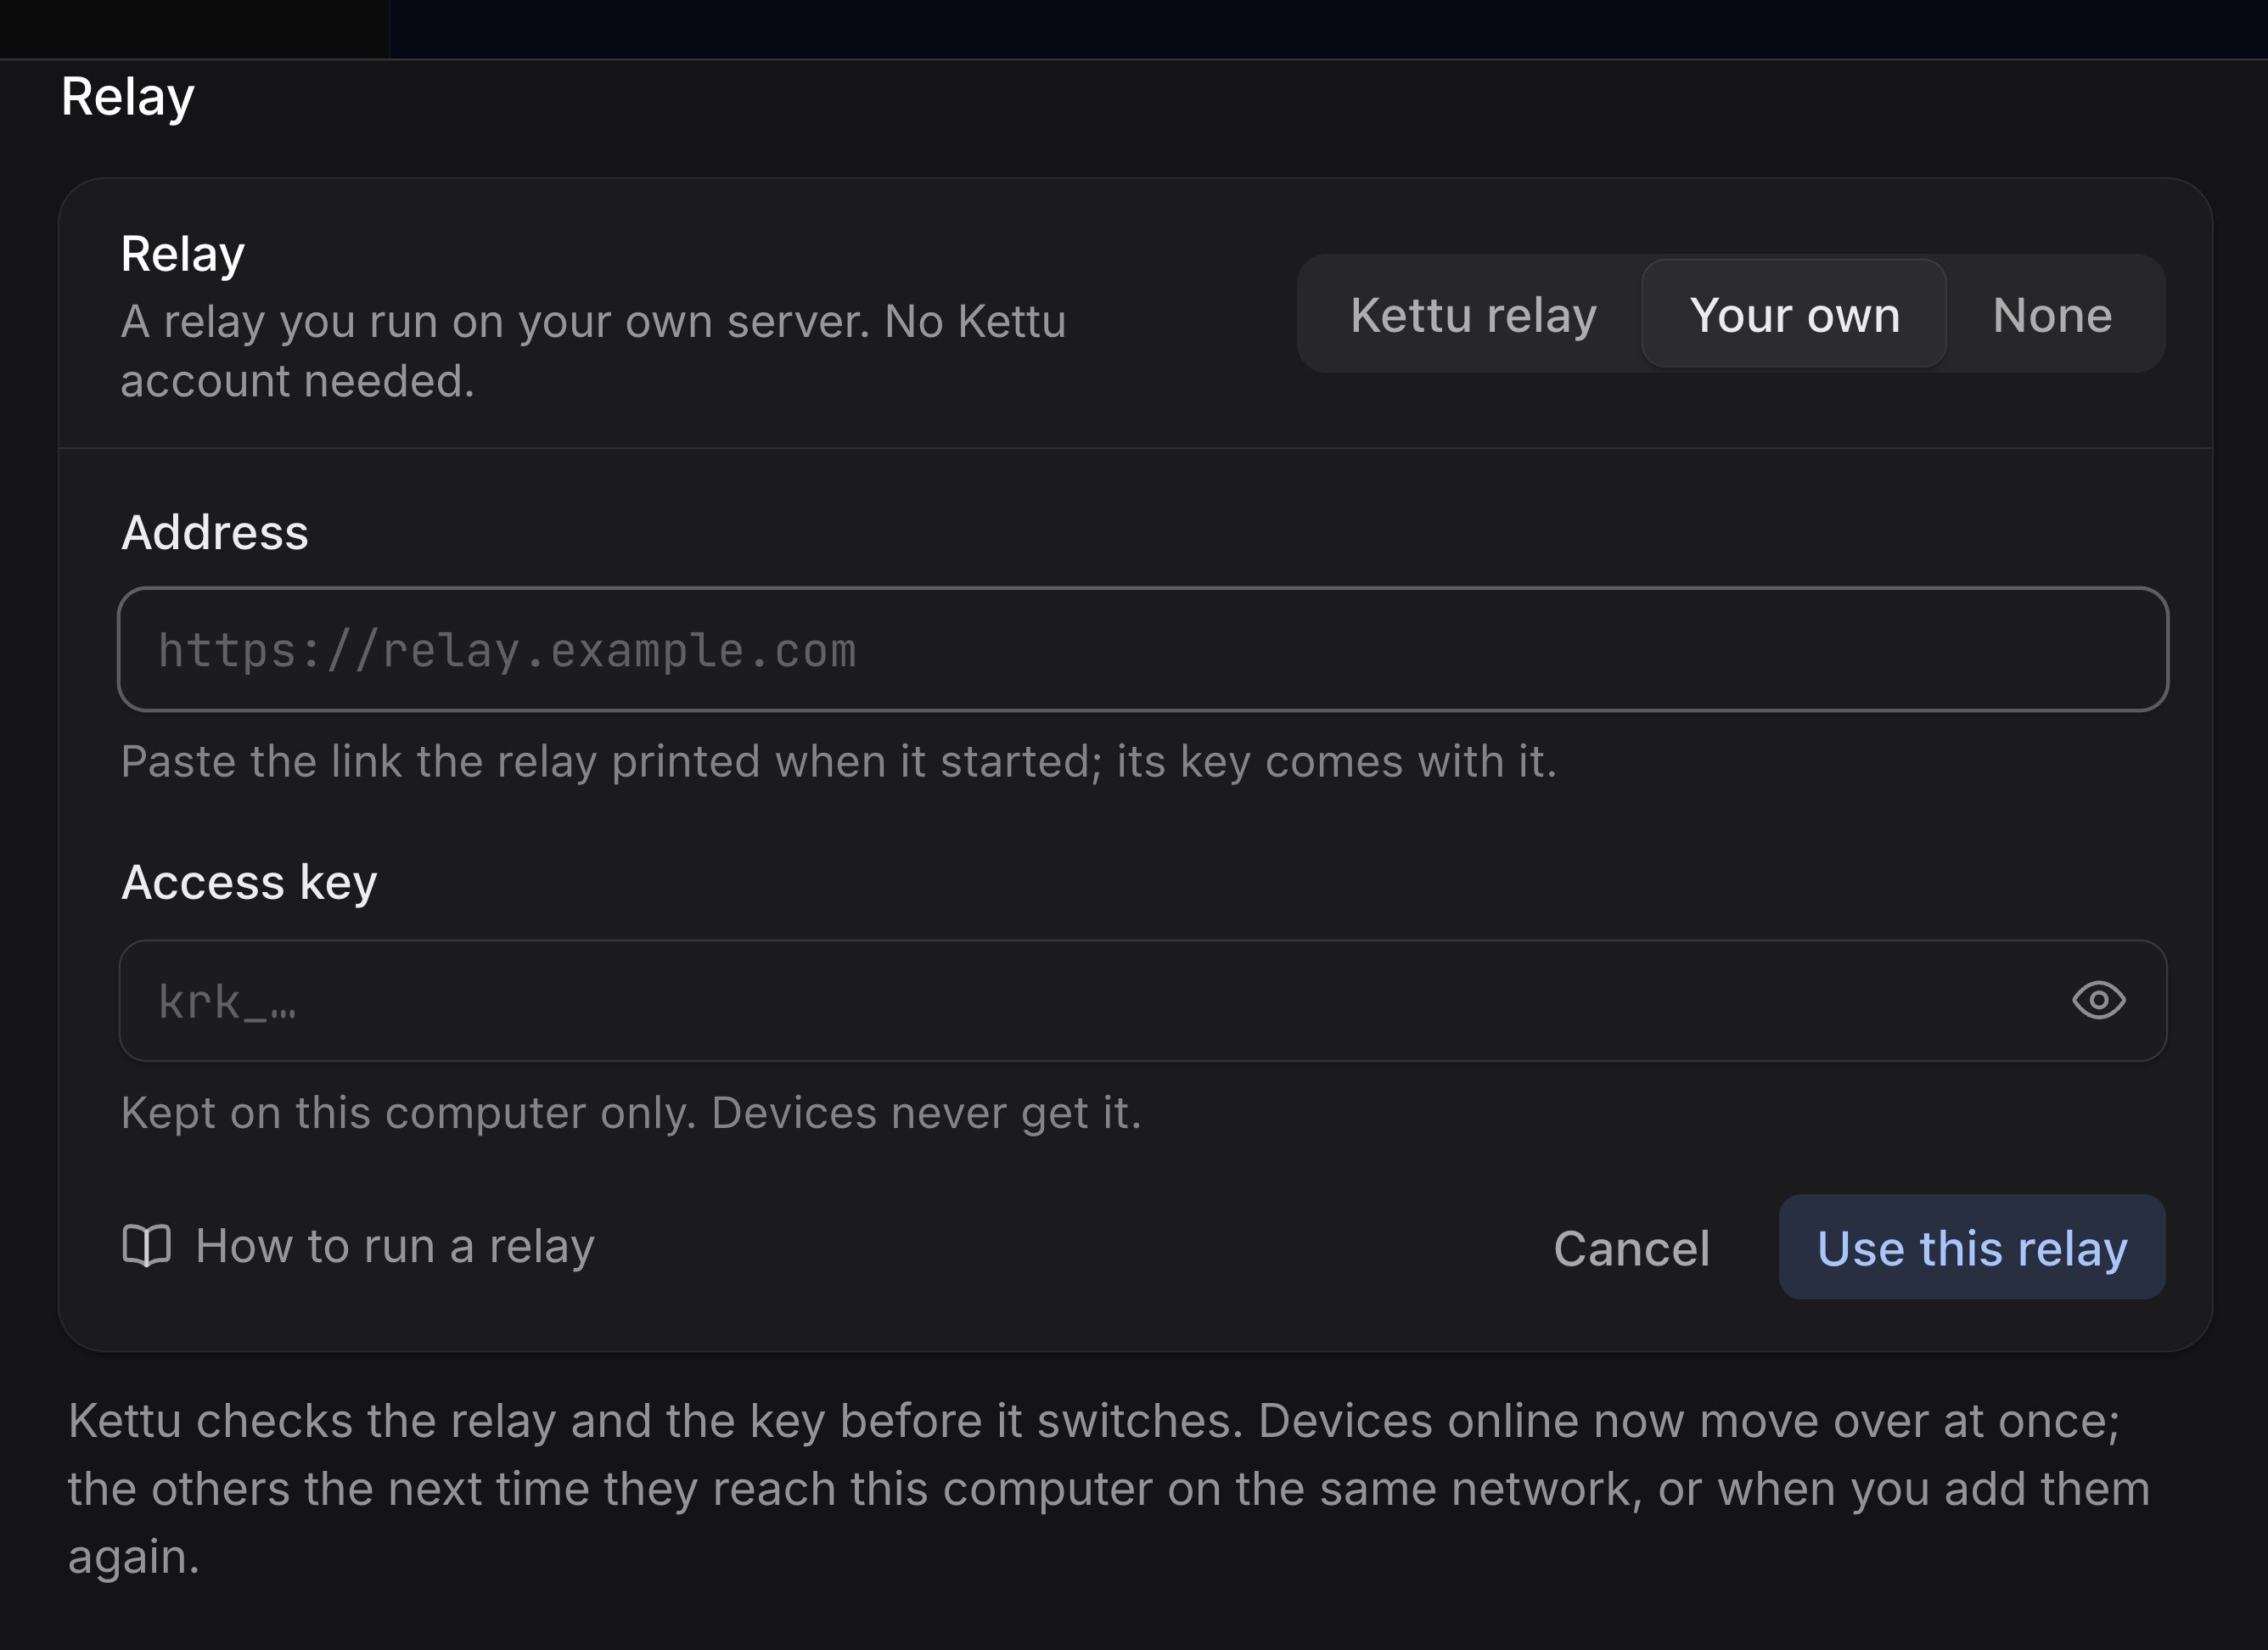 Relay
Relay
A relay you run on your own server. No Kettu
account needed.
Kettu relay
Your own
None
Address
https://relay.example.com
Paste the link the relay printed when it started; its key comes with it.
Access key
krk_…
Kept on this computer only. Devices never get it.
How to run a relay
Cancel
Use this relay
Kettu checks the relay and the key before it switches. Devices online now move over at once;
the others the next time they reach this computer on the same network, or when you add them
again.